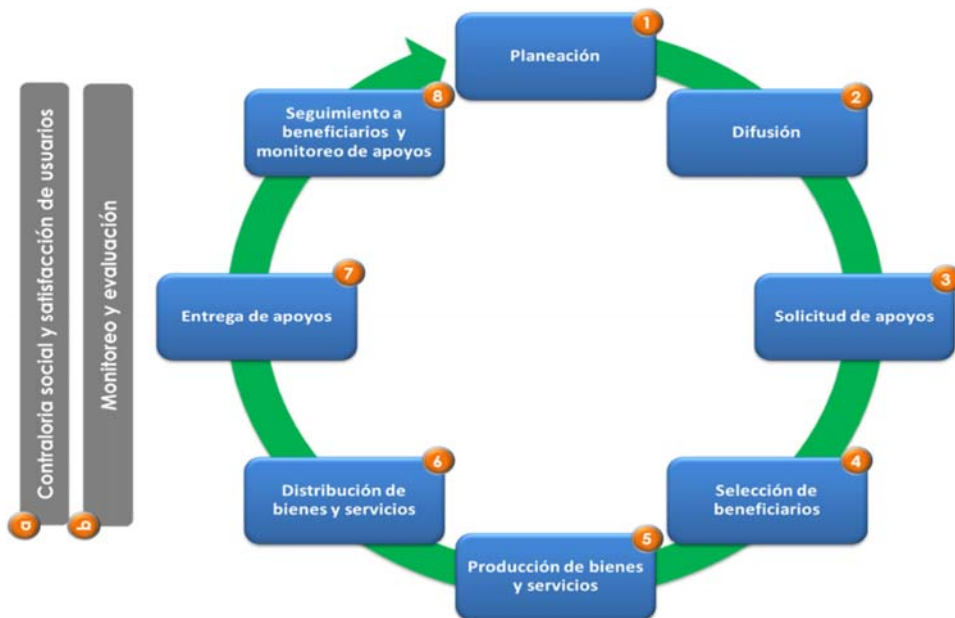 1
Planeación
2
Difusión
3
Solicitud de apoyos
4
Selección de
beneficiarios
5
Producción de bienes
y servicios
6
Distribución de
bienes y servicios
7
Entrega de apoyos
8
Seguimiento a
beneficiarios y
monitoreo de apoyos
a
Contraloria social y satisfacción de usuarios
b
Monitoreo y evaluación